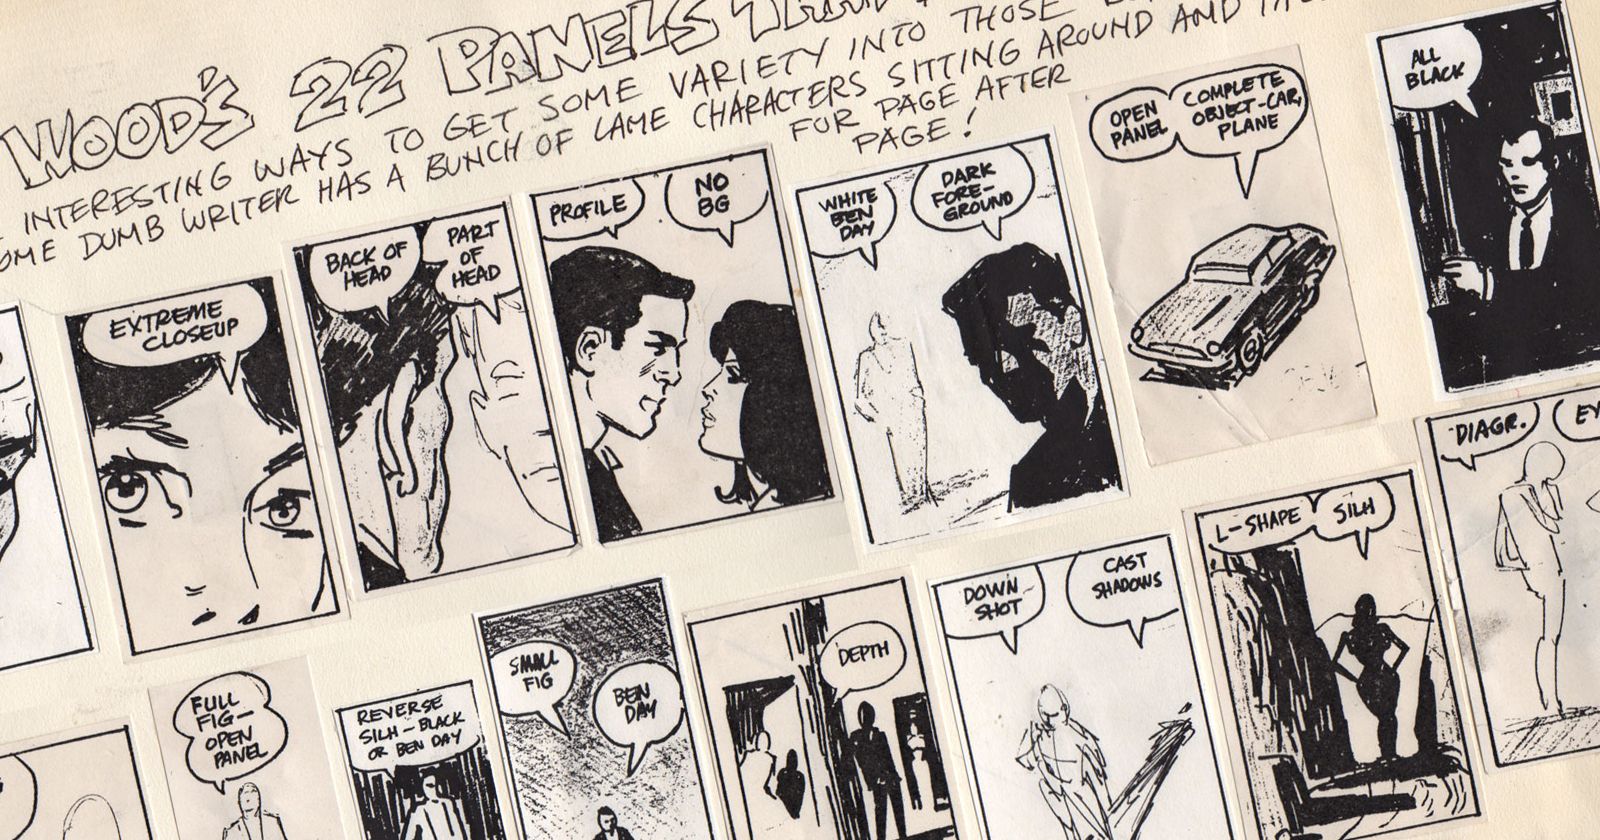 WOOD'S 22 PANELS
INTERESTING WAYS TO GET SOME VARIETY INTO THOSE
DUMB WRITER HAS A BUNCH OF LAME CHARACTERS SITTING AROUND AND
FOR PAGE AFTER
PAGE!
EXTREME
CLOSEUP
BACK OF
HEAD
PART
OF
HEAD
PROFILE
NO
BG
WHITE
BEN
DAY
DARK
FORE-
GROUND
OPEN
PANEL
COMPLETE
OBJECT-CAR,
PLANE
ALL
BLACK
FULL
FIG-
OPEN
PANEL
REVERSE
SILH-BLACK
OR BEN DAY
SMALL
FIG
BEN
DAY
DEPTH
DOWN
SHOT
CAST
SHADOWS
L-SHAPE
SILH
DIAGR.